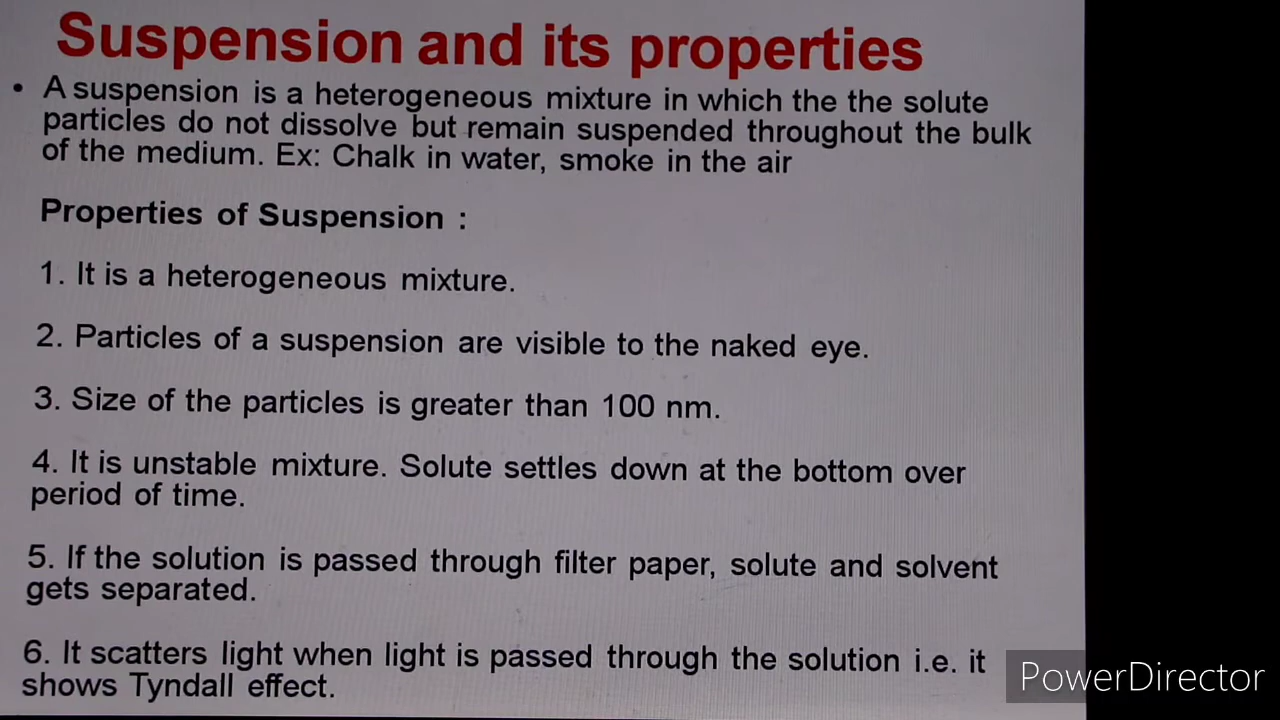 Suspension and its properties
• A suspension is a heterogeneous mixture in which the the solute
particles do not dissolve but remain suspended throughout the bulk
of the medium. Ex: Chalk in water, smoke in the air
Properties of Suspension :
1. It is a heterogeneous mixture.
2. Particles of a suspension are visible to the naked eye.
3. Size of the particles is greater than 100 nm.
4. It is unstable mixture. Solute settles down at the bottom over
period of time.
5. If the solution is passed through filter paper, solute and solvent
gets separated.
6. It scatters light when light is passed through the solution i.e. it
shows Tyndall effect.
PowerDirector